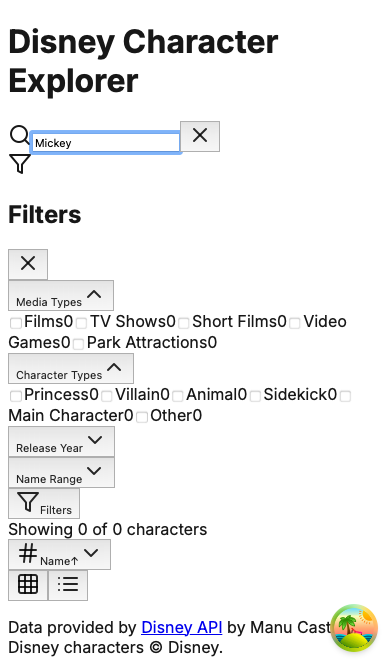 Disney Character
Explorer
Mickey
Filters
Media Types
Films0 TV Shows0 Short Films0 Video
Games0 Park Attractions0
Character Types
Princess0 Villain0 Animal0 Sidekick0
Main Character0 Other0
Release Year
Name Range
Filters
Showing 0 of 0 characters
Name↑
Data provided by Disney API by Manu Cast
Disney characters © Disney.